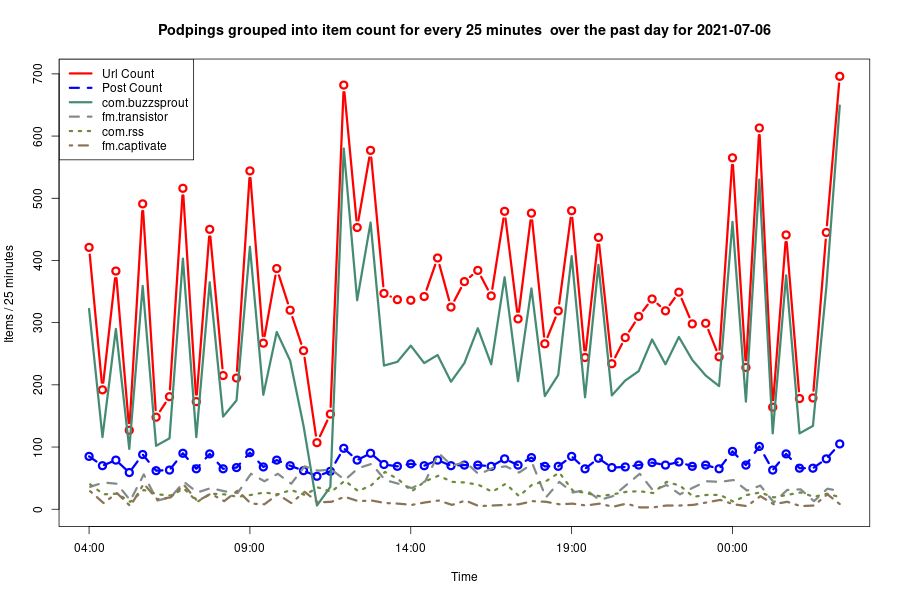 Podpings grouped into item count for every 25 minutes  over the past day for 2021-07-06
Url Count
Post Count
com.buzzsprout
fm.transistor
com.rss
fm.captivate
Items / 25 minutes
700
600
500
400
300
200
100
0
04:00
09:00
14:00
19:00
00:00
Time